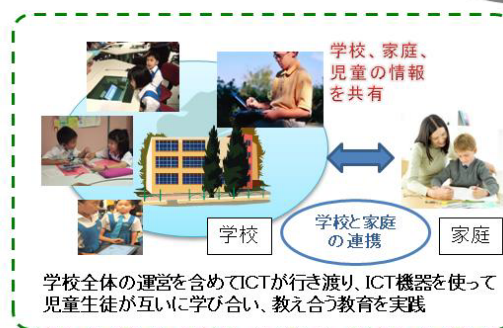 学校、家庭、
児童の情報
を共有
学校
学校と家庭
の連携
家庭
学校全体の運営を含めてICTが行き渡り、ICT機器を使って
児童生徒が互いに学び合い、教え合う教育を実践